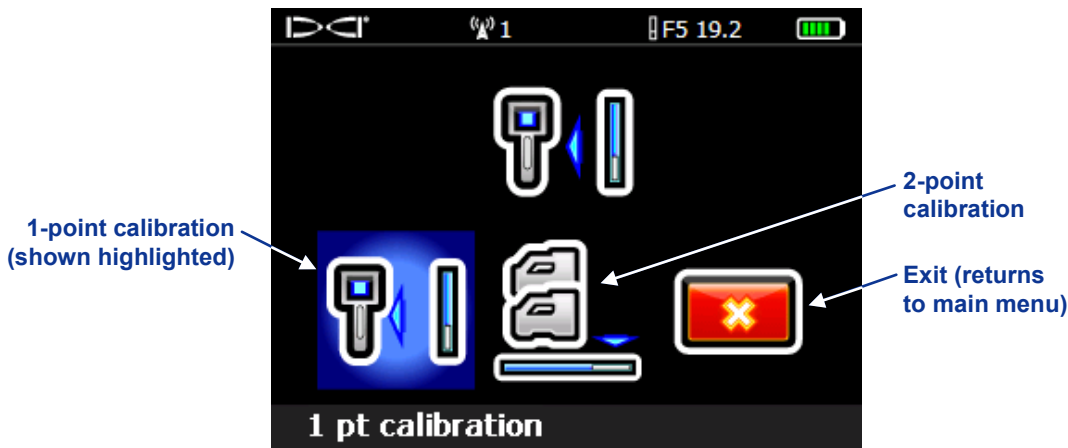 DCI
1
F5 19.2
1-point calibration
(shown highlighted)
2-point
calibration
Exit (returns
to main menu)
1 pt calibration